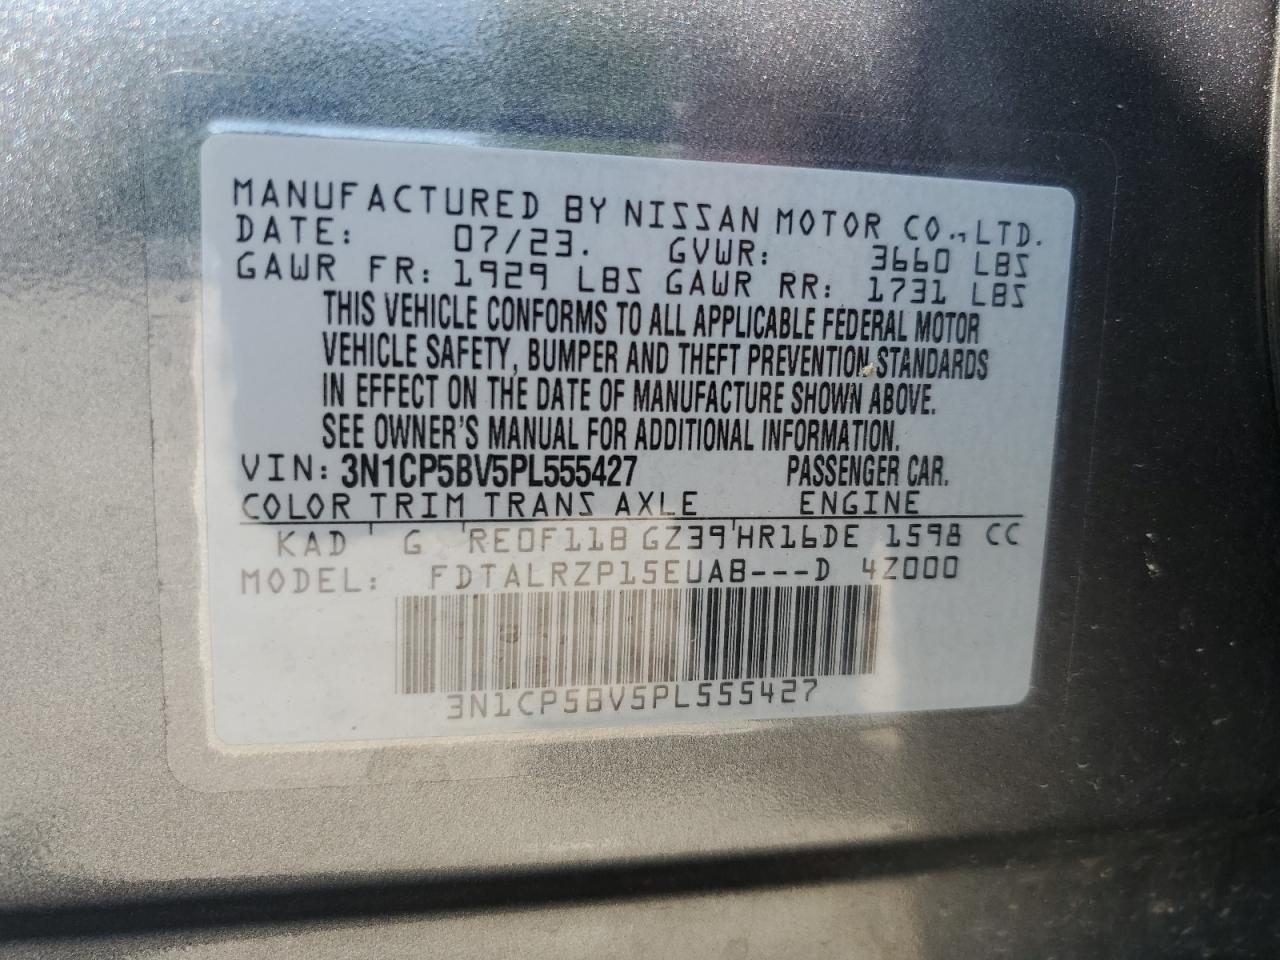 MANUFACTURED BY NISSAN MOTOR CO.,LTD.
DATE: 07/23. GVWR: 3660 LBS
GAWR FR: 1929 LBS GAWR RR: 1731 LBS
THIS VEHICLE CONFORMS TO ALL APPLICABLE FEDERAL MOTOR
VEHICLE SAFETY, BUMPER AND THEFT PREVENTION STANDARDS
IN EFFECT ON THE DATE OF MANUFACTURE SHOWN ABOVE.
SEE OWNER'S MANUAL FOR ADDITIONAL INFORMATION.
VIN: 3N1CP5BV5PL555427 PASSENGER CAR.
COLOR TRIM TRANS AXLE ENGINE
KAD G RE0F11B GZ39 HR16DE 1598 CC
MODEL: FDTALRZP15EUAB---D 4Z000
3N1CP5BV5PL555427